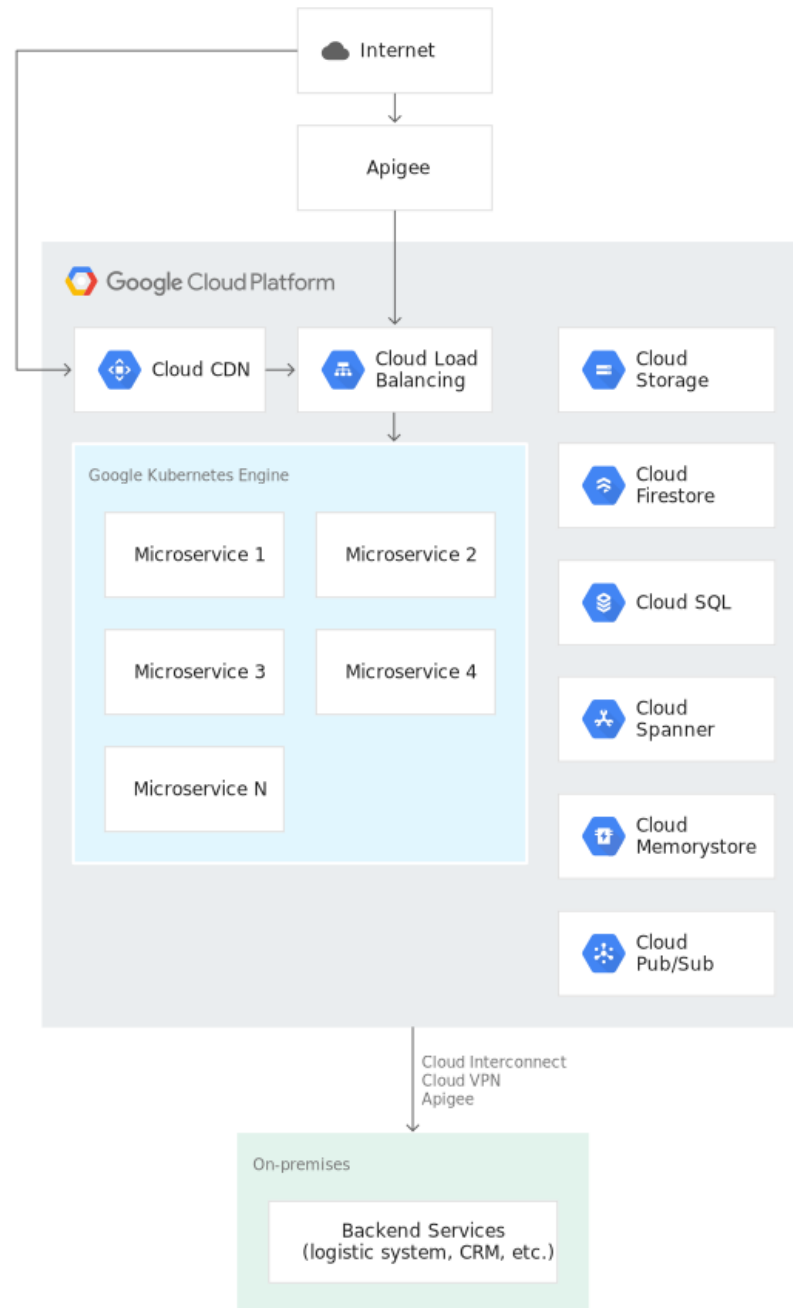 Internet
Apigee
Google Cloud Platform
Cloud CDN
Cloud Load
Balancing
Cloud
Storage
Google Kubernetes Engine
Cloud
Firestore
Microservice 1
Microservice 2
Cloud SQL
Microservice 3
Microservice 4
Cloud
Spanner
Microservice N
Cloud
Memorystore
Cloud
Pub/Sub
Cloud Interconnect
Cloud VPN
Apigee
On-premises
Backend Services
(logistic system, CRM, etc.)